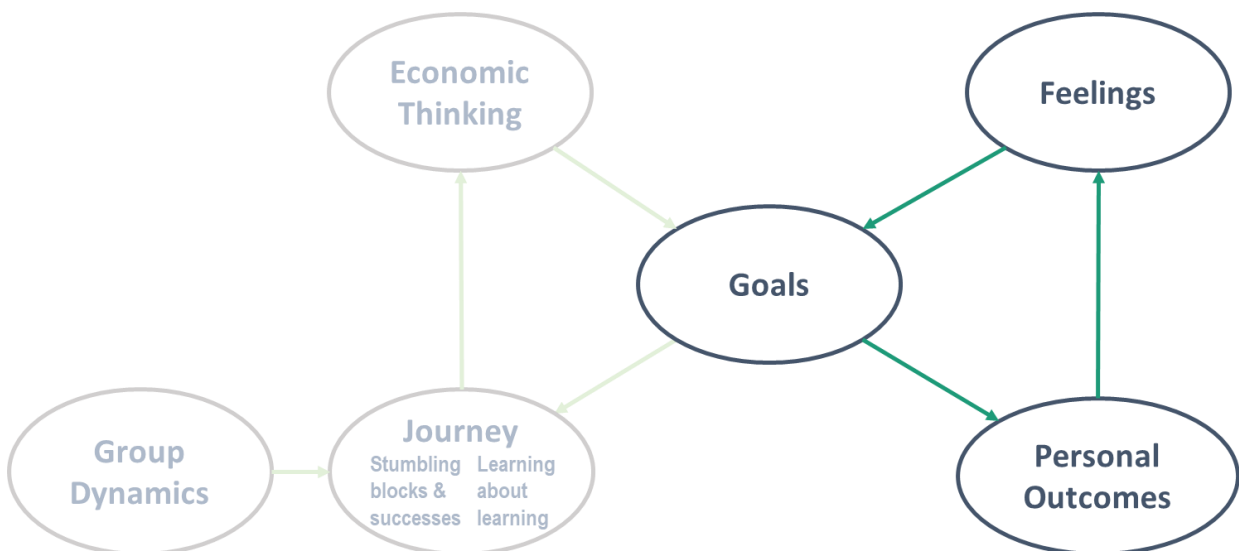 Economic
Thinking
Feelings
Goals
Group
Dynamics
Journey
Stumbling
blocks &
successes
Learning
about
learning
Personal
Outcomes